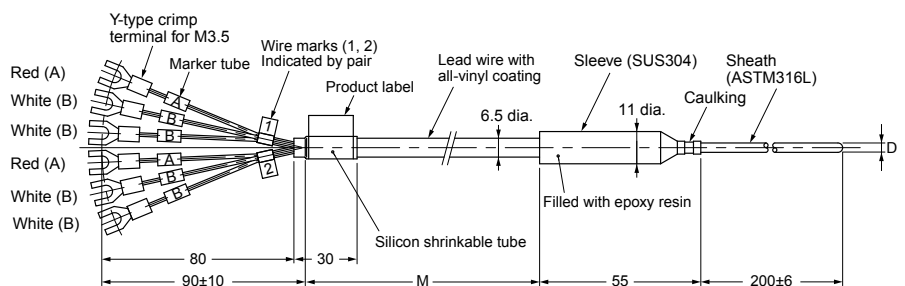 Y-type crimp
terminal for M3.5
Wire marks (1, 2)
Indicated by pair
Marker tube
Product label
Lead wire with
all-vinyl coating
Sleeve (SUS304)
Sheath
(ASTM316L)
Caulking
Red (A)
White (B)
White (B)
Red (A)
White (B)
White (B)
A
B
B
A
B
B
1
2
6.5 dia.
11 dia.
D
Filled with epoxy resin
Silicon shrinkable tube
80
30
90±10
M
55
200±6